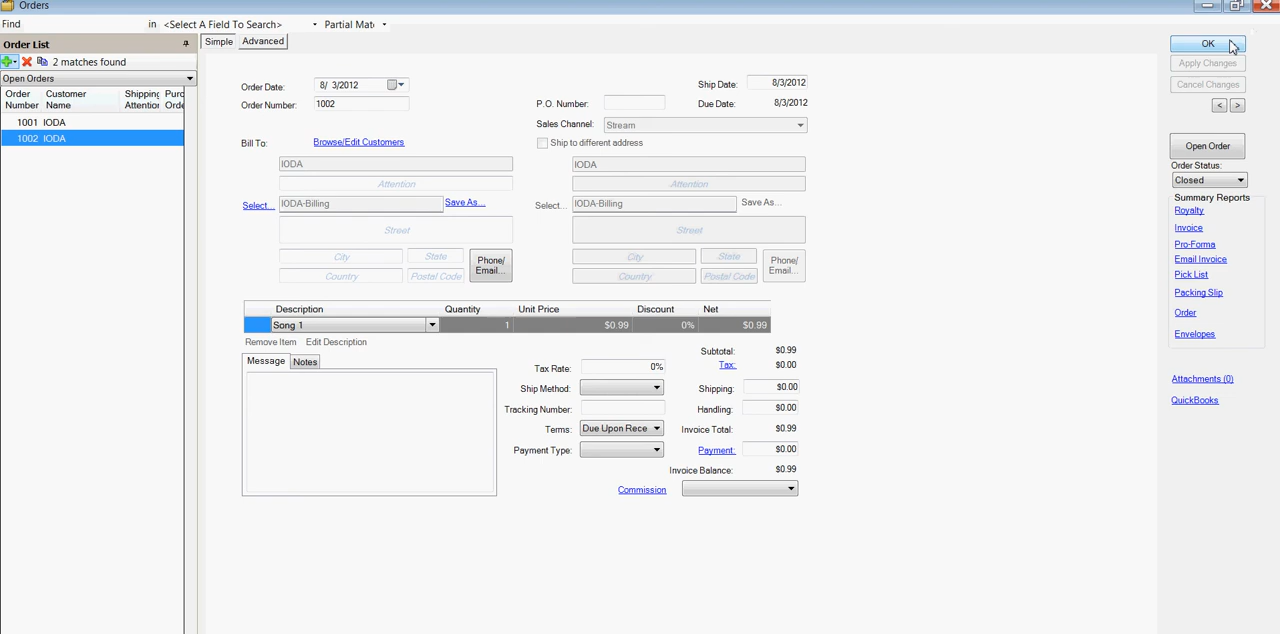 Orders
Find in <Select A Field To Search> Partial Mat
Order List
2 matches found
Open Orders
Order Number Customer Name Shipping Attentio Purc Orde
1001 IODA
1002 IODA
Simple Advanced
Order Date: 8/ 3/2012
Order Number: 1002
Ship Date: 8/3/2012
P.O. Number: Due Date: 8/3/2012
Sales Channel: Stream
Bill To: Browse/Edit Customers Ship to different address
IODA IODA
Attention Attention
Select... IODA-Billing Save As... Select... IODA-Billing Save As...
Street Street
City State City State
Country Postal Code Country Postal Code
Phone/ Email... Phone/ Email...
Description Quantity Unit Price Discount Net
Song 1 1 $0.99 0% $0.99
Remove Item Edit Description
Message Notes
Subtotal: $0.99
Tax Rate: 0% Tax: $0.00
Ship Method: Shipping: $0.00
Tracking Number: Handling: $0.00
Terms: Due Upon Rece Invoice Total: $0.99
Payment Type: Payment: $0.00
Invoice Balance: $0.99
Commission
OK
Apply Changes
Cancel Changes
< >
Open Order
Order Status:
Closed
Summary Reports
Royalty
Invoice
Pro-Forma
Email Invoice
Pick List
Packing Slip
Order
Envelopes
Attachments (0)
QuickBooks